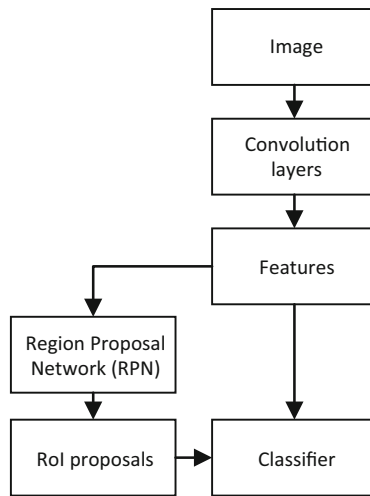 Image
Convolution
layers
Features
Region Proposal
Network (RPN)
RoI proposals
Classifier